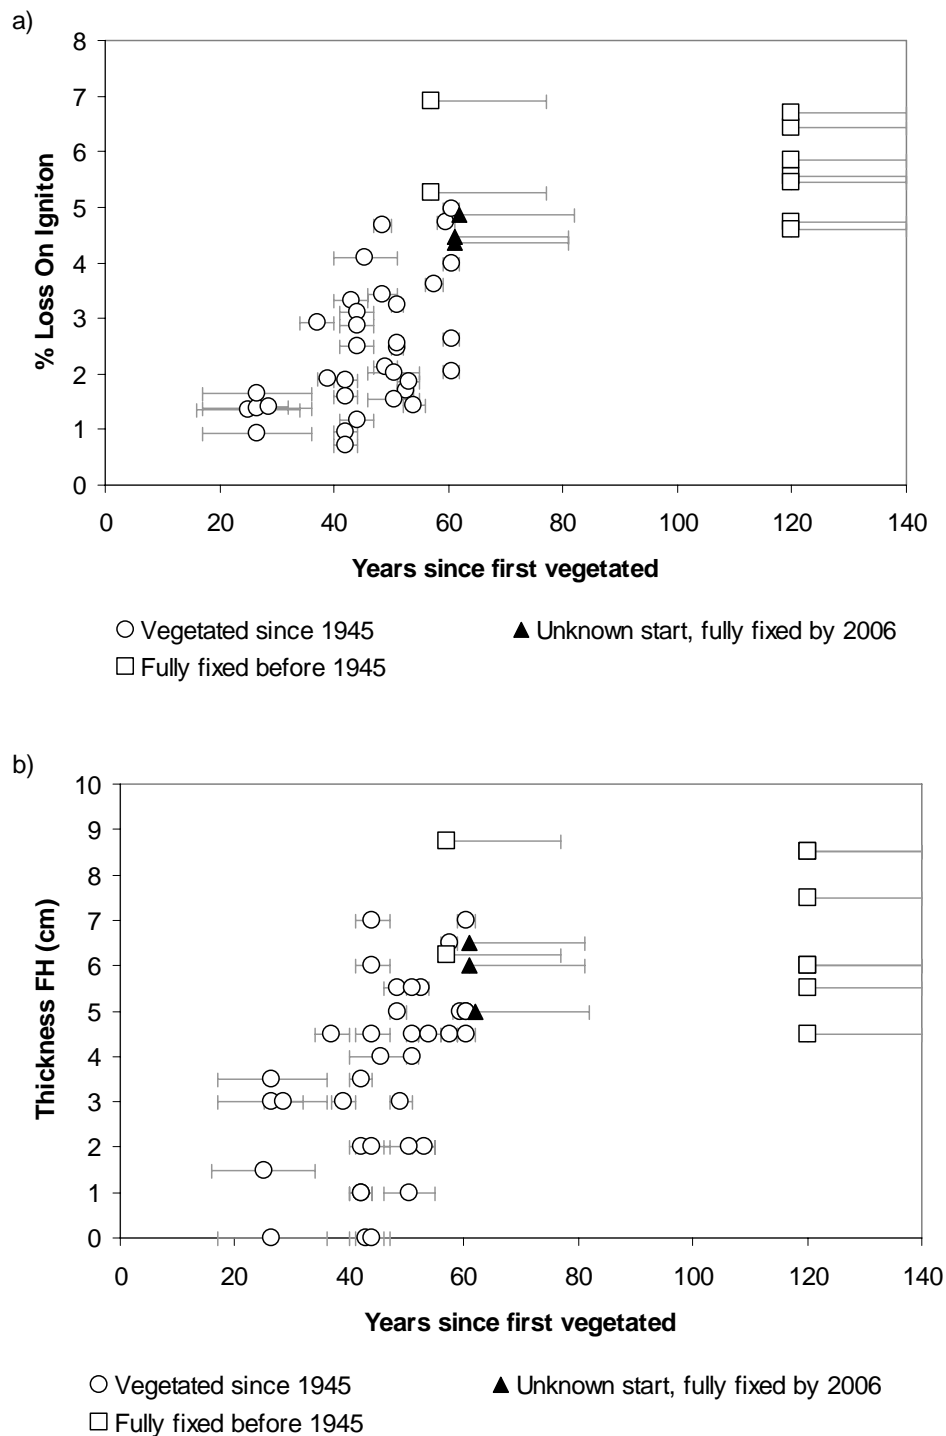 a)
8
7
6
5
4
3
2
1
0
% Loss On Igniton
0 20 40 60 80 100 120 140
Years since first vegetated
Vegetated since 1945 Unknown start, fully fixed by 2006
Fully fixed before 1945
b)
10
9
8
7
6
5
4
3
2
1
0
Thickness FH (cm)
0 20 40 60 80 100 120 140
Years since first vegetated
Vegetated since 1945 Unknown start, fully fixed by 2006
Fully fixed before 1945